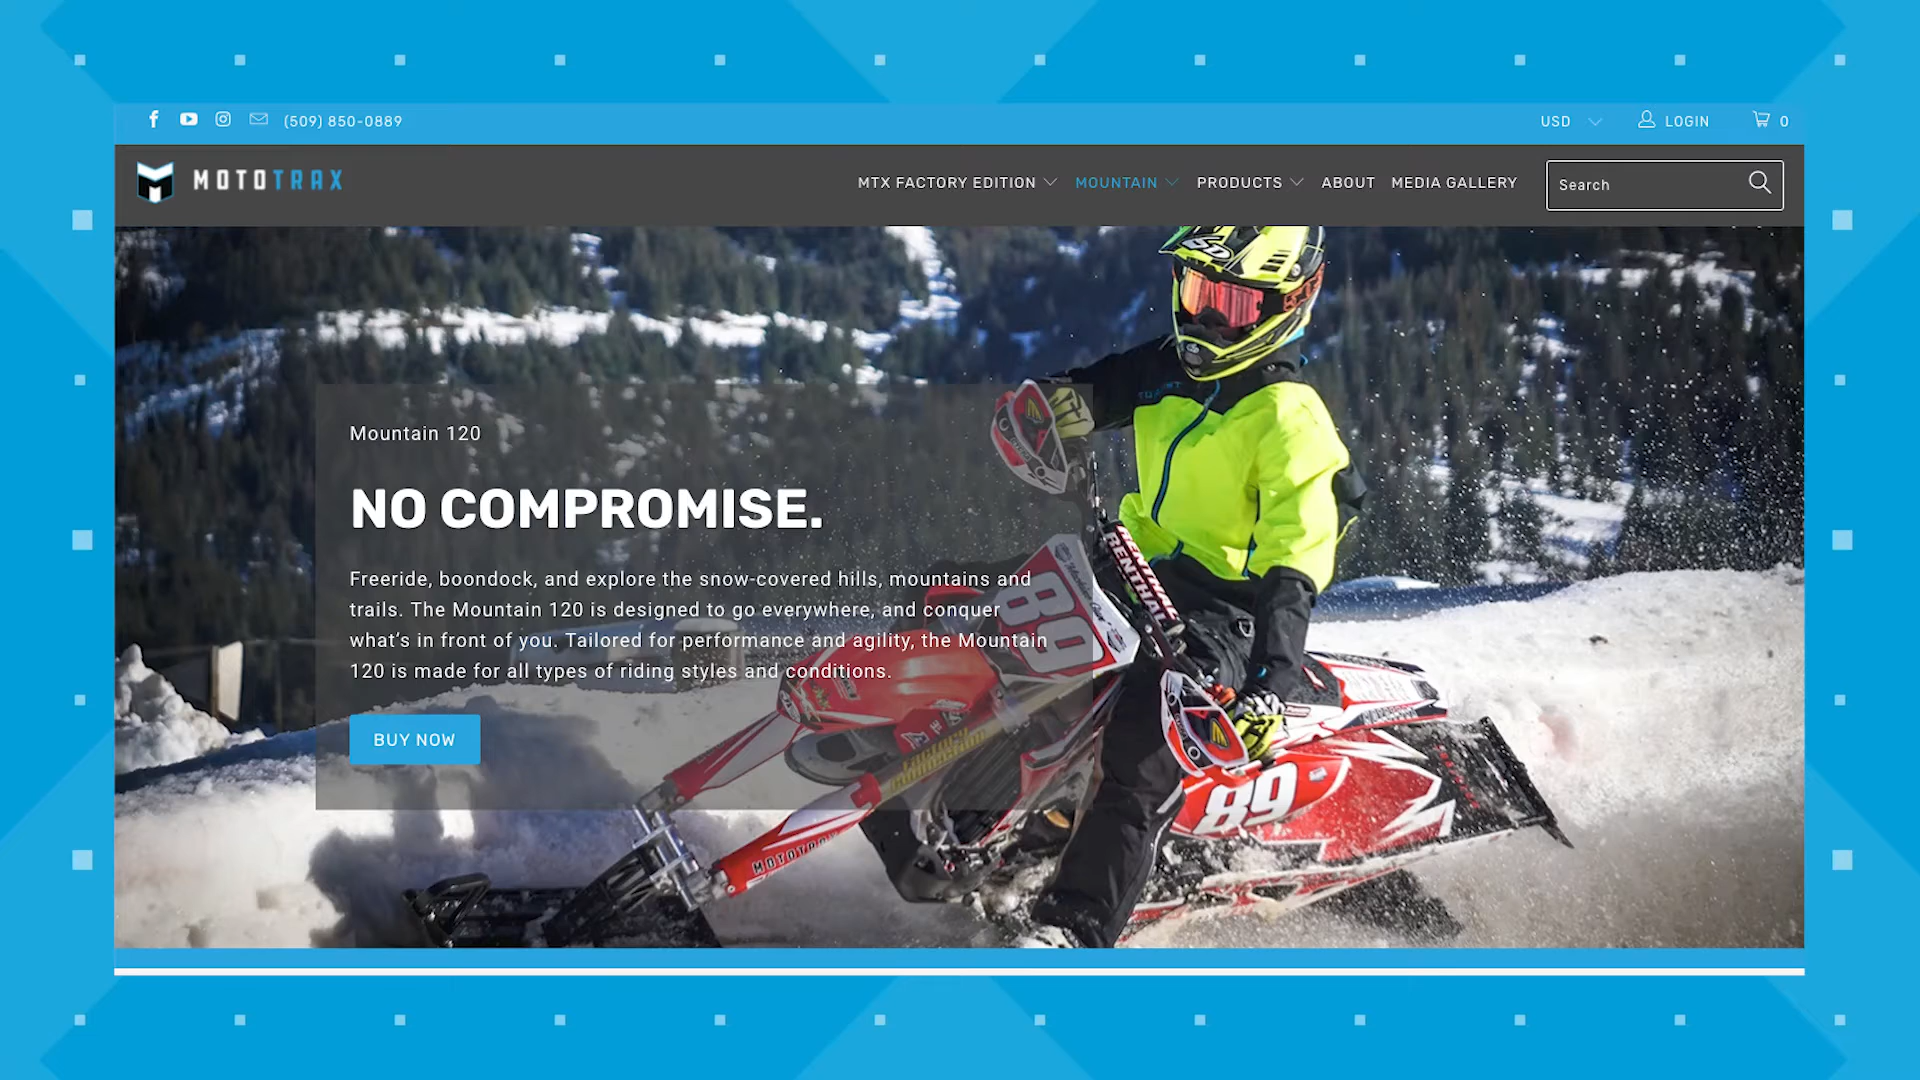 (509) 850-0889
USD
LOGIN
0
MOTOTRAX
MTX FACTORY EDITION
MOUNTAIN
PRODUCTS
ABOUT
MEDIA GALLERY
Search
Mountain 120
NO COMPROMISE.
Freeride, boondock, and explore the snow-covered hills, mountains and
trails. The Mountain 120 is designed to go everywhere, and conquer
what’s in front of you. Tailored for performance and agility, the Mountain
120 is made for all types of riding styles and conditions.
BUY NOW
RENTHAL
RENTHAL
89
89
MOTOTRAX